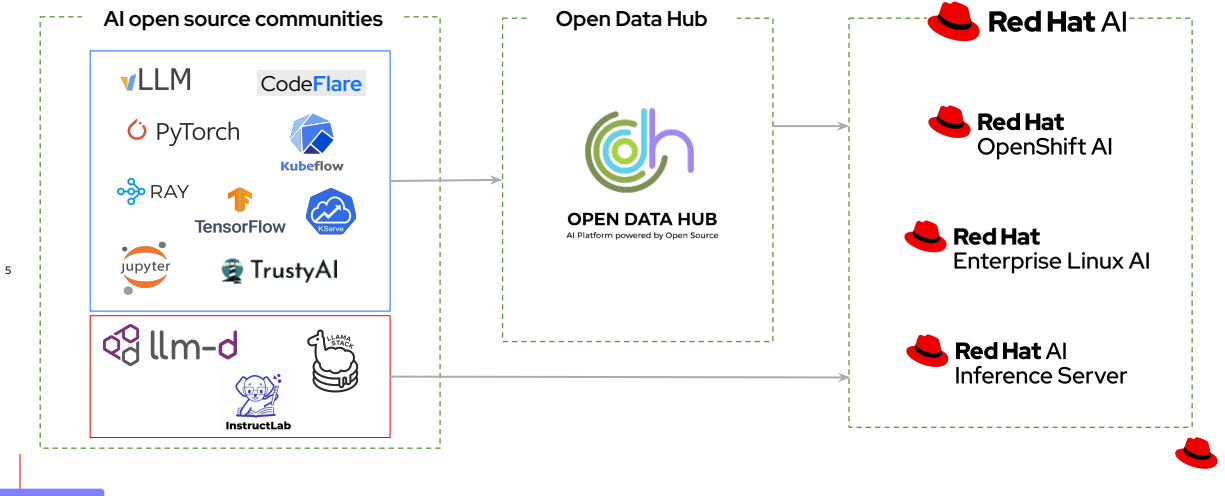 AI open source communities
vLLM
CodeFlare
PyTorch
Kubeflow
RAY
TensorFlow
KServe
jupyter
TrustyAI
llm-d
LLAMA
STACK
InstructLab
Open Data Hub
dh
OPEN DATA HUB
AI Platform powered by Open Source
Red Hat AI
Red Hat
OpenShift AI
Red Hat
Enterprise Linux AI
Red Hat AI
Inference Server
5